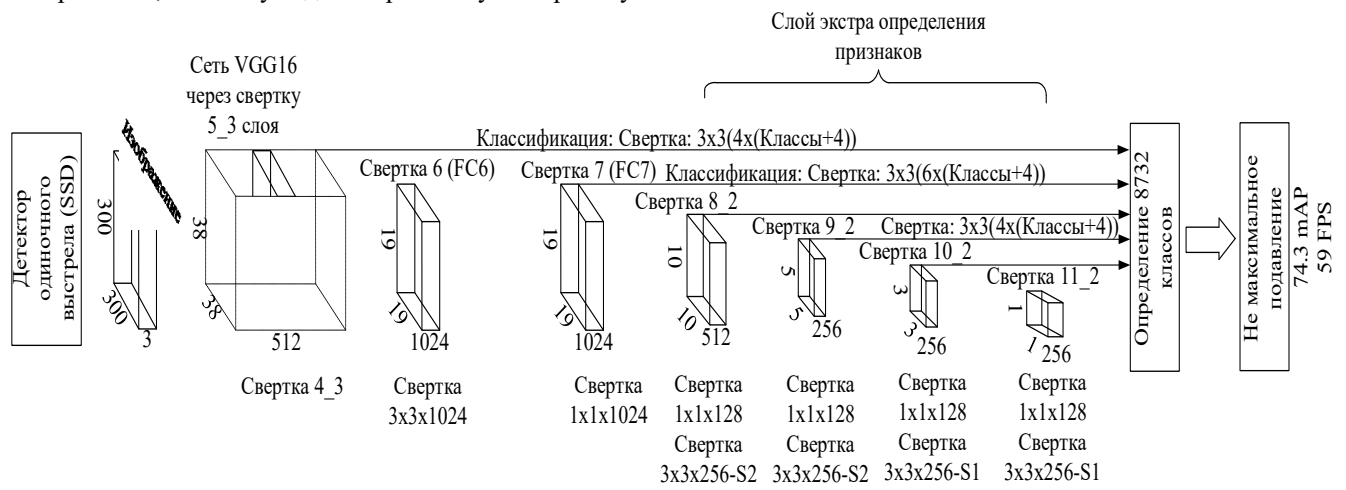 Слой экстра определения
признаков
Сеть VGG16
через свертку
5_3 слоя
Детектор
одиночного
выстрела (SSD)
Изображение
300
300
3
38
38
512
Свертка 4_3
Классификация: Свертка: 3x3(4x(Классы+4))
Свертка 6 (FC6)
19
19
1024
Свертка
3x3x1024
Свертка 7 (FC7)
19
19
1024
Свертка
1x1x1024
Классификация: Свертка: 3x3(6x(Классы+4))
Свертка 8_2
10
10
512
Свертка
1x1x128
Свертка
3x3x256-S2
Свертка 9_2
5
5
256
Свертка
1x1x128
Свертка
3x3x256-S2
Свертка: 3x3(4x(Классы+4))
Свертка 10_2
3
3
256
Свертка
1x1x128
Свертка
3x3x256-S1
Свертка 11_2
1
1
256
Свертка
1x1x128
Свертка
3x3x256-S1
Определение 8732
классов
Не максимальное
подавление
74.3 mAP
59 FPS